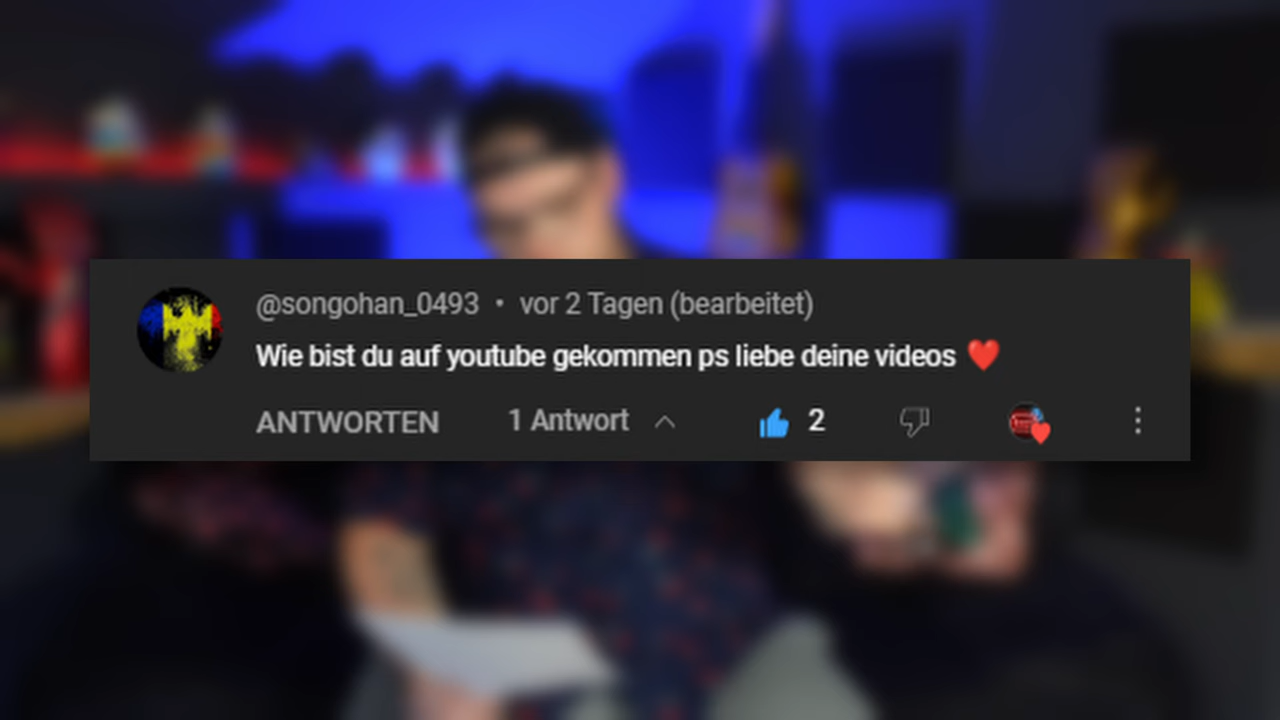 @songohan_0493 • vor 2 Tagen (bearbeitet)
Wie bist du auf youtube gekommen ps liebe deine videos ❤️
ANTWORTEN 1 Antwort 2